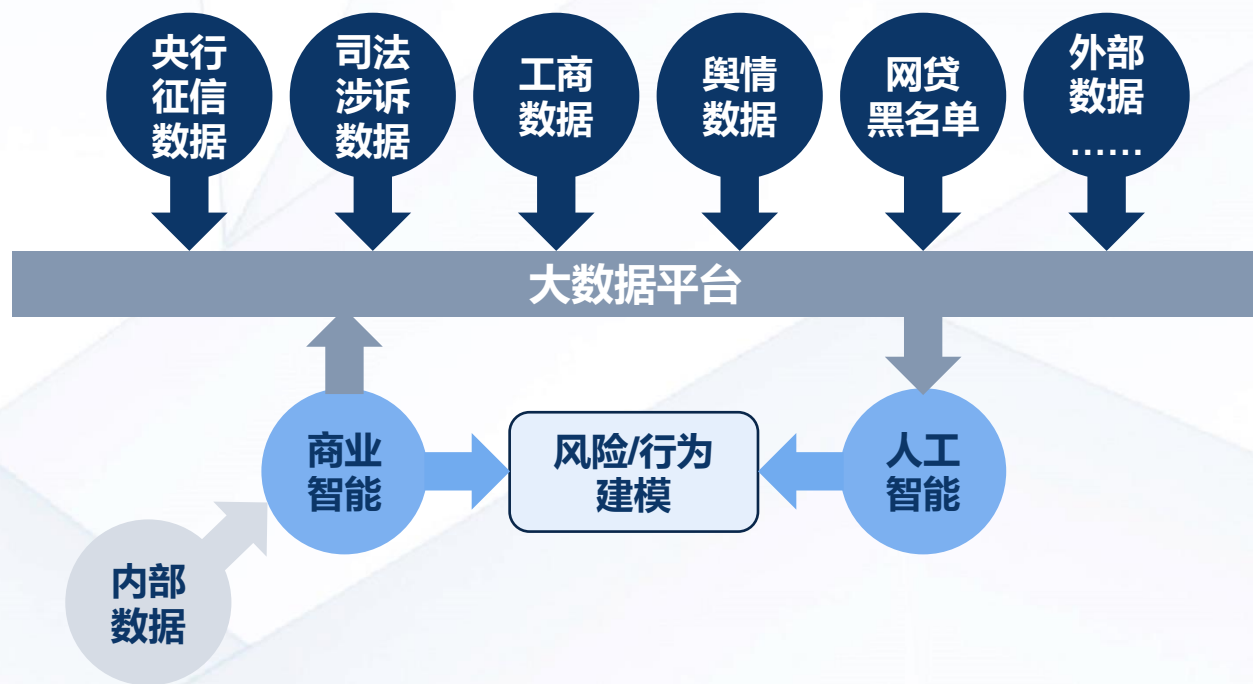 央行
征信
数据
司法
涉诉
数据
工商
数据
舆情
数据
网贷
黑名单
外部
数据
......
大数据平台
商业
智能
风险/行为
建模
人工
智能
内部
数据